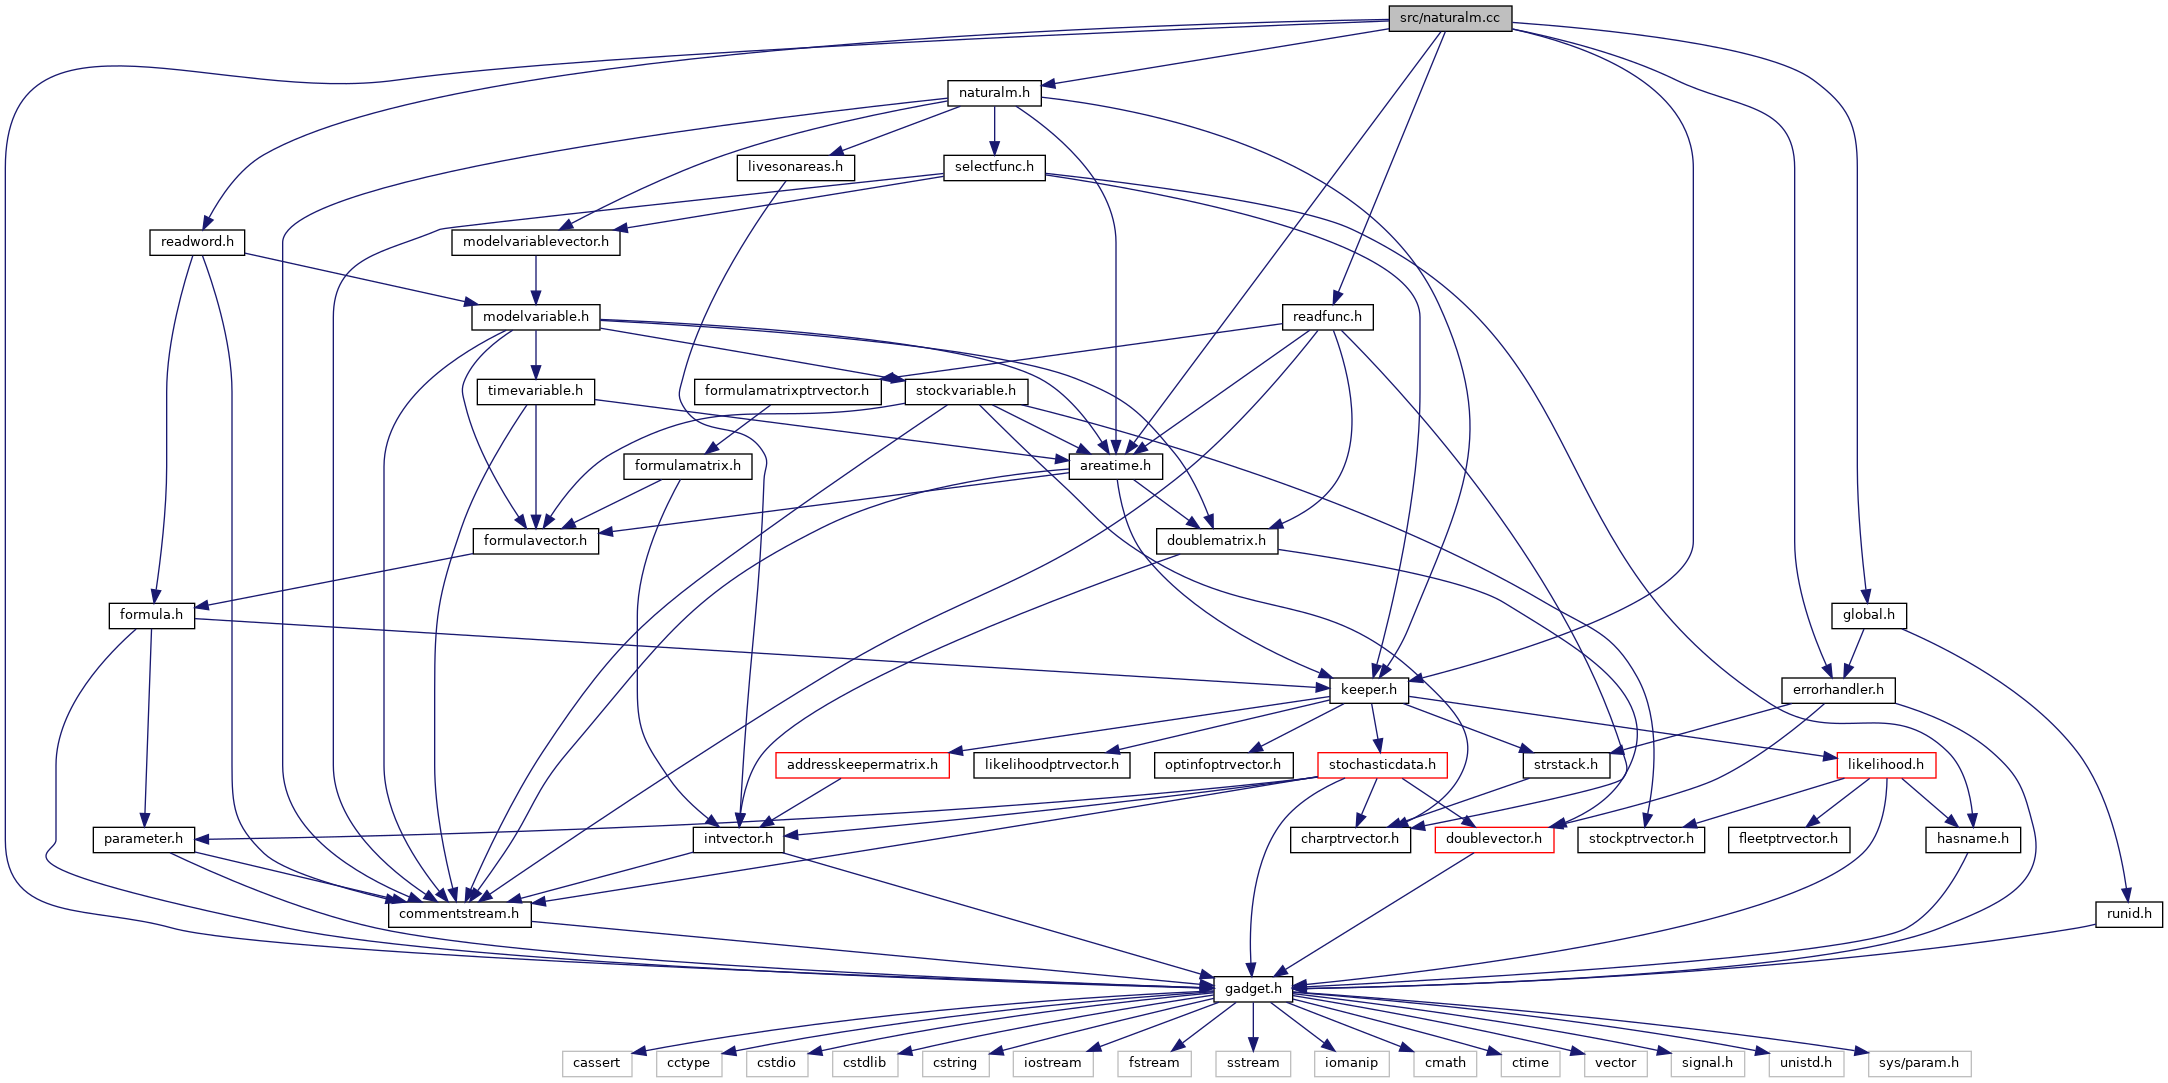 src/naturalm.cc
naturalm.h
livesonareas.h
selectfunc.h
readword.h
modelvariablevector.h
modelvariable.h
readfunc.h
timevariable.h
formulamatrixptrvector.h
stockvariable.h
formulamatrix.h
areatime.h
formulavector.h
doublematrix.h
formula.h
global.h
keeper.h
errorhandler.h
addresskeepermatrix.h
likelihoodptrvector.h
optinfoptrvector.h
stochasticdata.h
strstack.h
likelihood.h
parameter.h
intvector.h
charptrvector.h
doublevector.h
stockptrvector.h
fleetptrvector.h
hasname.h
commentstream.h
runid.h
gadget.h
cassert
cctype
cstdio
cstdlib
cstring
iostream
fstream
sstream
iomanip
cmath
ctime
vector
signal.h
unistd.h
sys/param.h